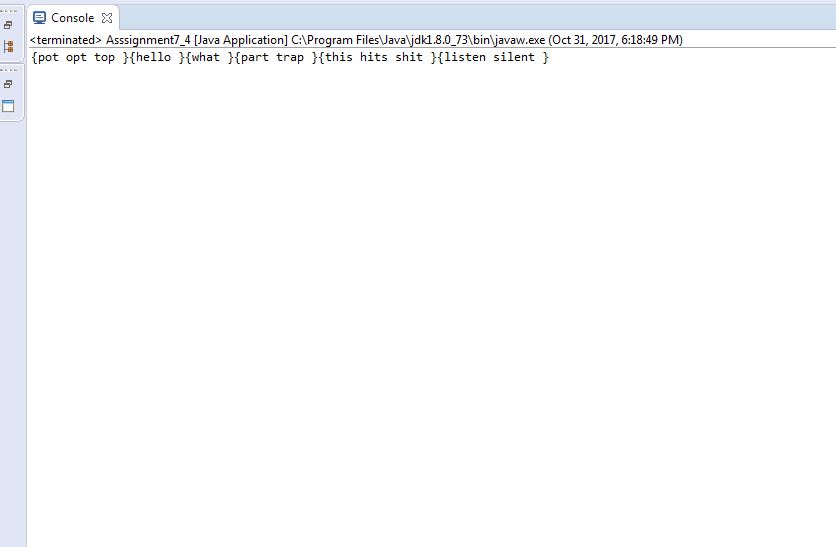 Console
<terminated> Asssignment7_4 [Java Application] C:\Program Files\Java\jdk1.8.0_73\bin\javaw.exe (Oct 31, 2017, 6:18:49 PM)
{pot opt top }{hello }{what }{part trap }{this hits shit }{listen silent }